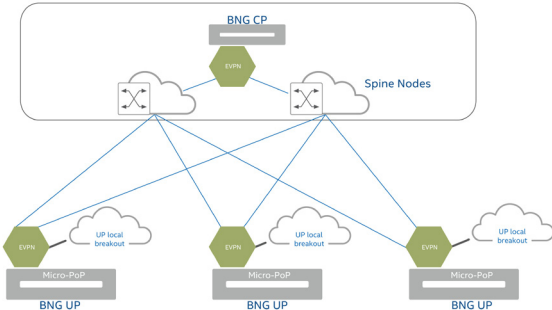 BNG CP
EVPN
Spine Nodes
UP local
breakout
EVPN
Micro-PoP
BNG UP
UP local
breakout
EVPN
Micro-PoP
BNG UP
UP local
breakout
EVPN
Micro-PoP
BNG UP